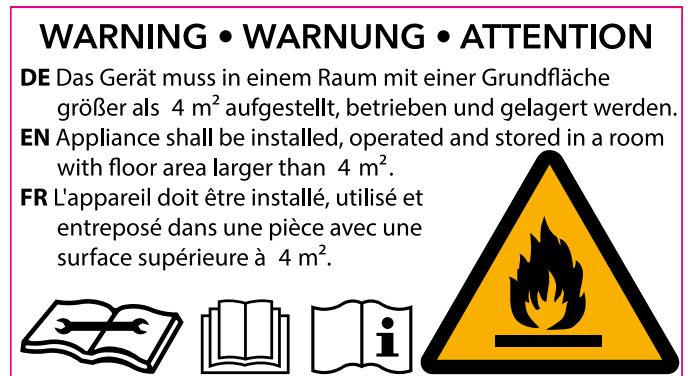 WARNING • WARNUNG • ATTENTION
DE Das Gerät muss in einem Raum mit einer Grundfläche
größer als 4 m² aufgestellt, betrieben und gelagert werden.
EN Appliance shall be installed, operated and stored in a room
with floor area larger than 4 m².
FR L'appareil doit être installé, utilisé et
entreposé dans une pièce avec une
surface supérieure à 4 m².
i